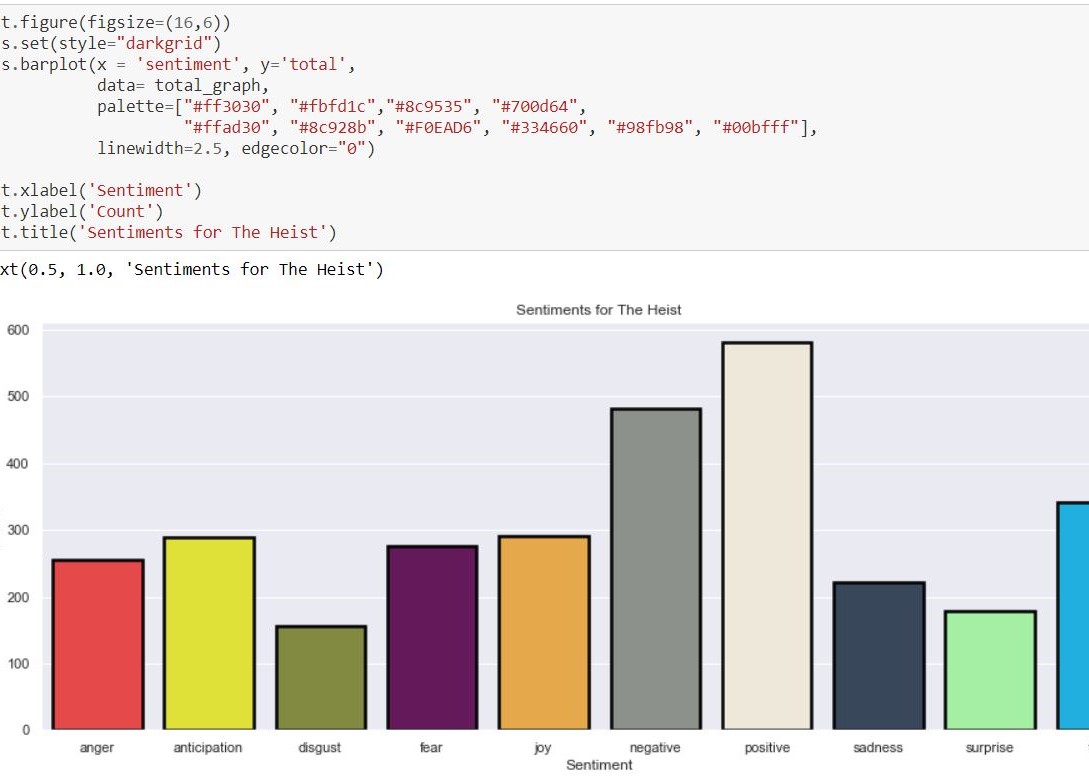 t.figure(figsize=(16,6))
s.set(style="darkgrid")
s.barplot(x = 'sentiment', y='total',
data= total_graph,
palette=["#ff3030", "#fbfd1c","#8c9535", "#700d64",
"#ffad30", "#8c928b", "#F0EAD6", "#334660", "#98fb98", "#00bfff"],
linewidth=2.5, edgecolor="0")
t.xlabel('Sentiment')
t.ylabel('Count')
t.title('Sentiments for The Heist')
xt(0.5, 1.0, 'Sentiments for The Heist')
Sentiments for The Heist
600
500
400
300
200
100
0
anger anticipation disgust fear joy negative positive sadness surprise
Sentiment